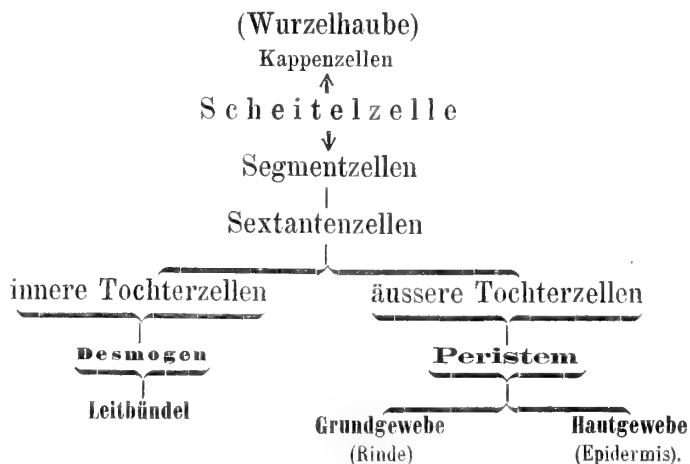 (Wurzelhaube)
Kappenzellen
Scheitelzelle
Segmentzellen
Sextantenzellen
innere Tochterzellen äussere Tochterzellen
Desmogen Peristem
Leitbündel Grundgewebe Hautgewebe
(Rinde) (Epidermis).